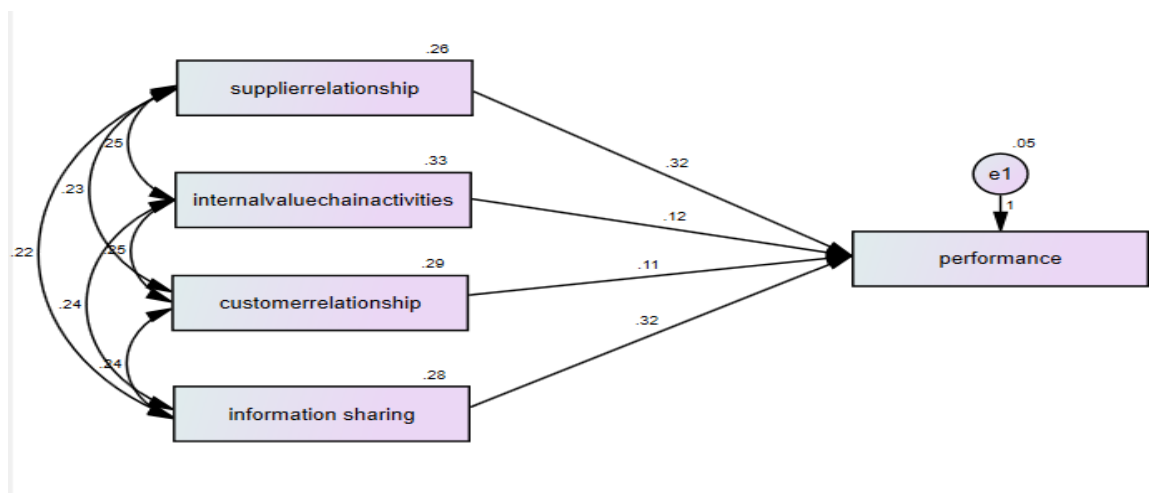 .26
supplierrelationship
.25
.05
.33
.32
e1
.23
internalvaluechainactivities
1
.12
.22
.25
.29
.11
performance
customerrelationship
.24
.32
.24
.28
information sharing